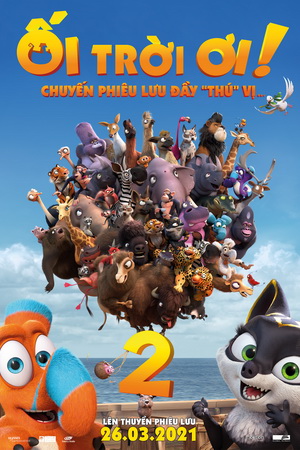 ỐI TRỜI ƠI!
CHUYẾN PHIÊU LƯU ĐẦY "THÚ" VỊ...
2
LÊN THUYỀN PHIÊU LƯU
26.03.2021